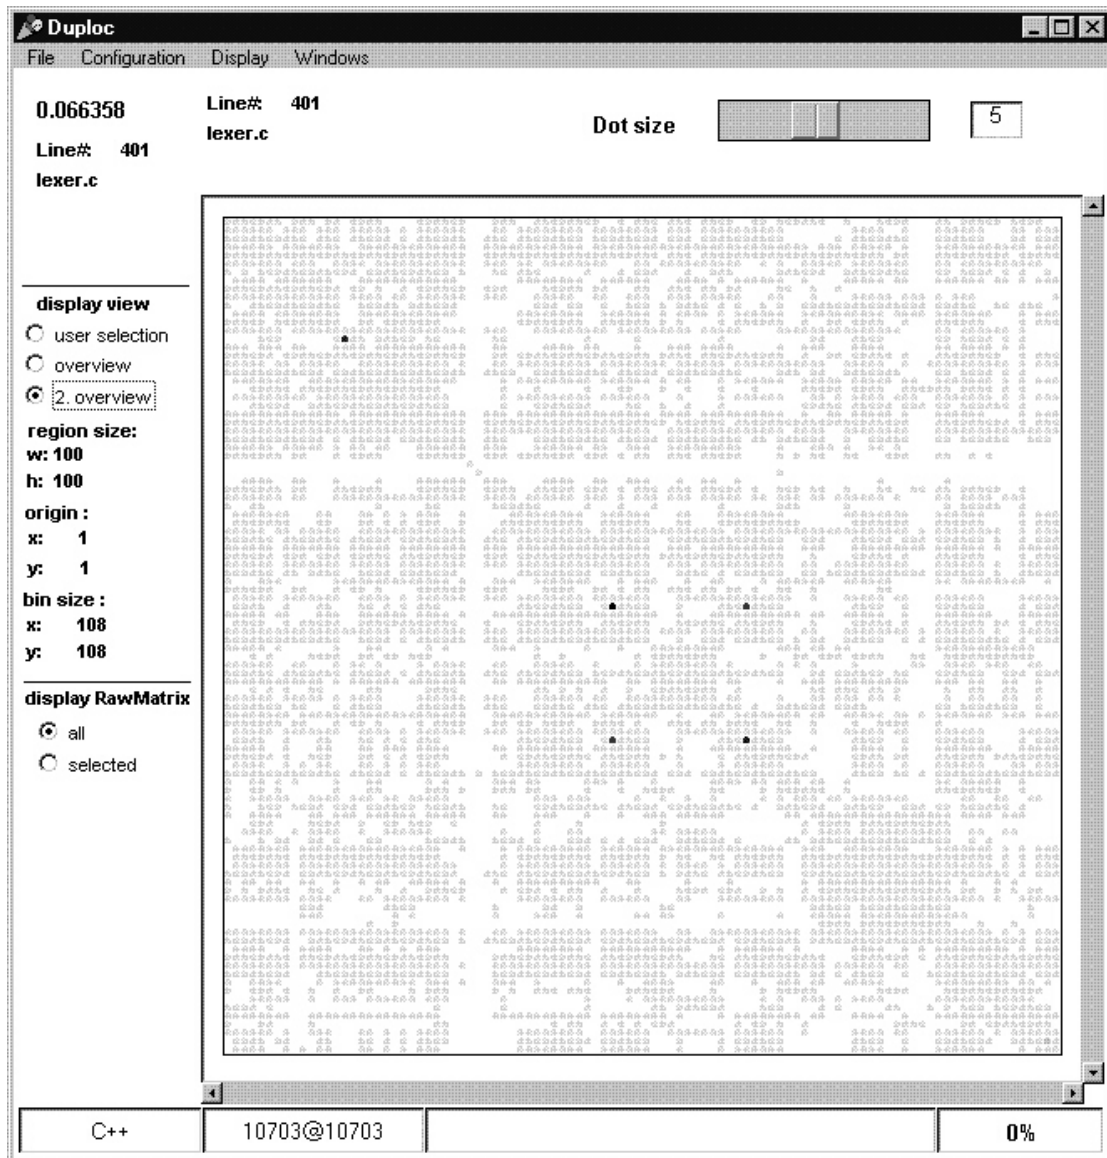 Duploc
File Configuration Display Windows
0.066358
Line#: 401
lexer.c
Line#: 401
lexer.c
Dot size
5
display view
user selection
overview
2. overview
region size:
w: 100
h: 100
origin :
x: 1
y: 1
bin size :
x: 108
y: 108
display RawMatrix
all
selected
C++
10703@10703
0%